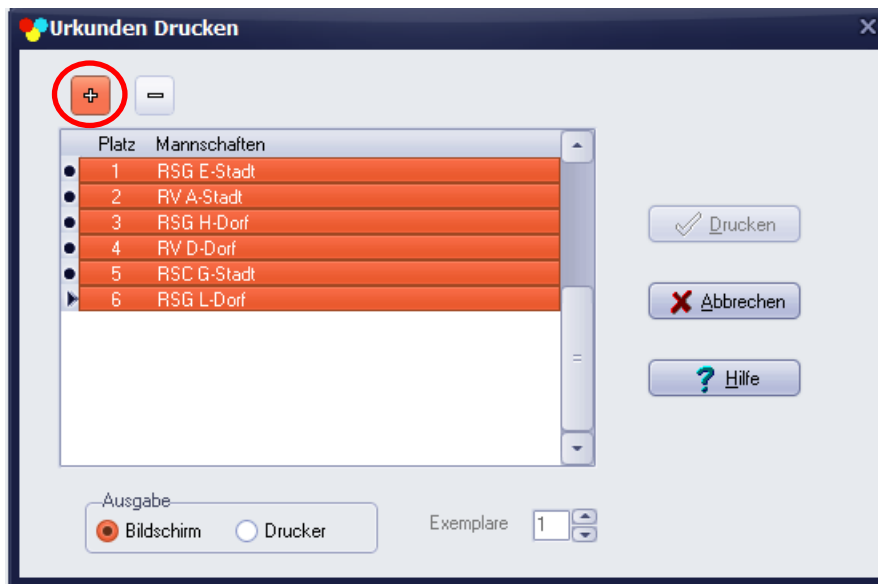 Urkunden Drucken
Platz Mannschaften
1 RSG E-Stadt
2 RV A-Stadt
3 RSG H-Dorf
4 RV D-Dorf
5 RSC G-Stadt
6 RSG L-Dorf
Drucken
Abbrechen
? Hilfe
Ausgabe
Bildschirm Drucker
Exemplare 1